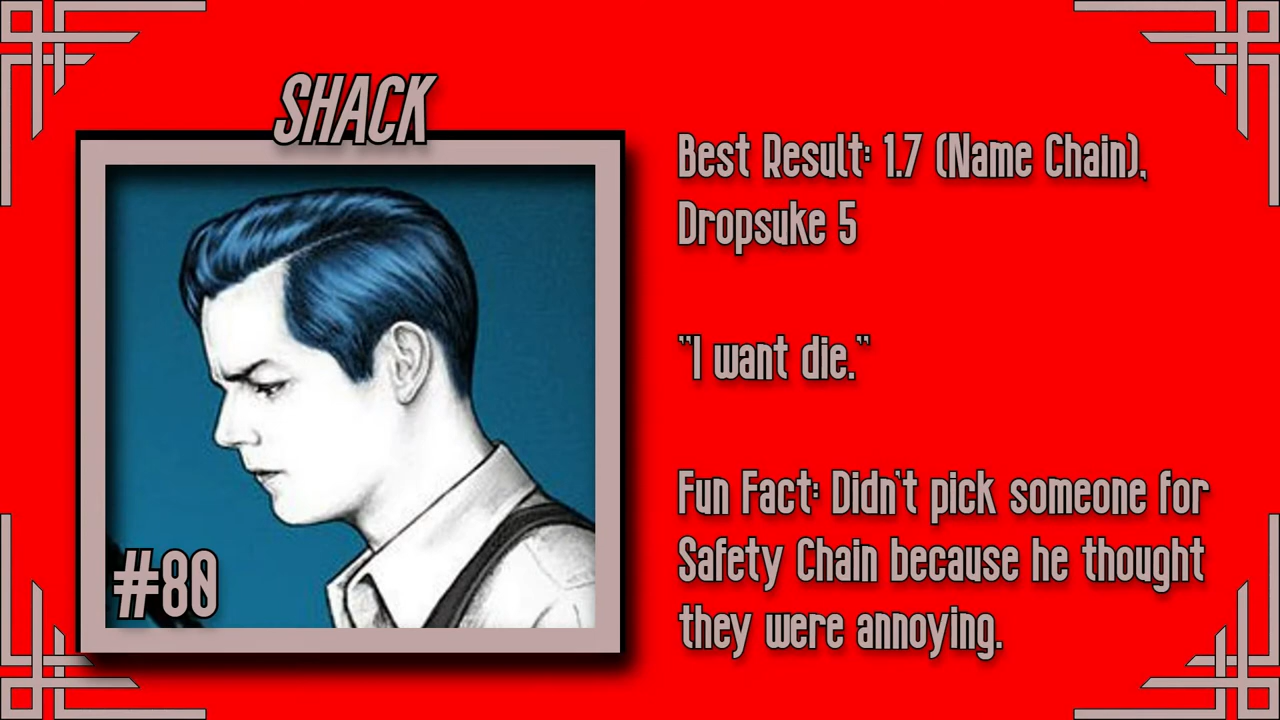 SHACK
Best Result: 1.7 (Name Chain),
Dropsuke 5
"I want die."
Fun Fact: Didn't pick someone for
Safety Chain because he thought
they were annoying.
#80